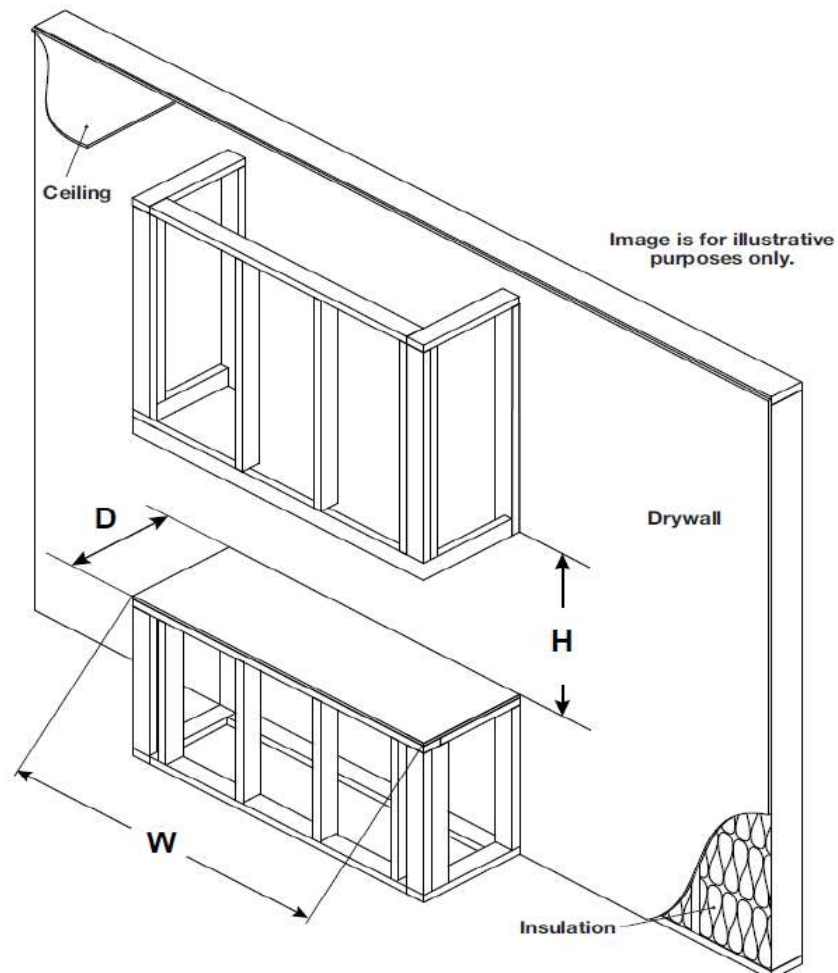 Ceiling
Image is for illustrative
purposes only.
D
Drywall
H
W
Insulation